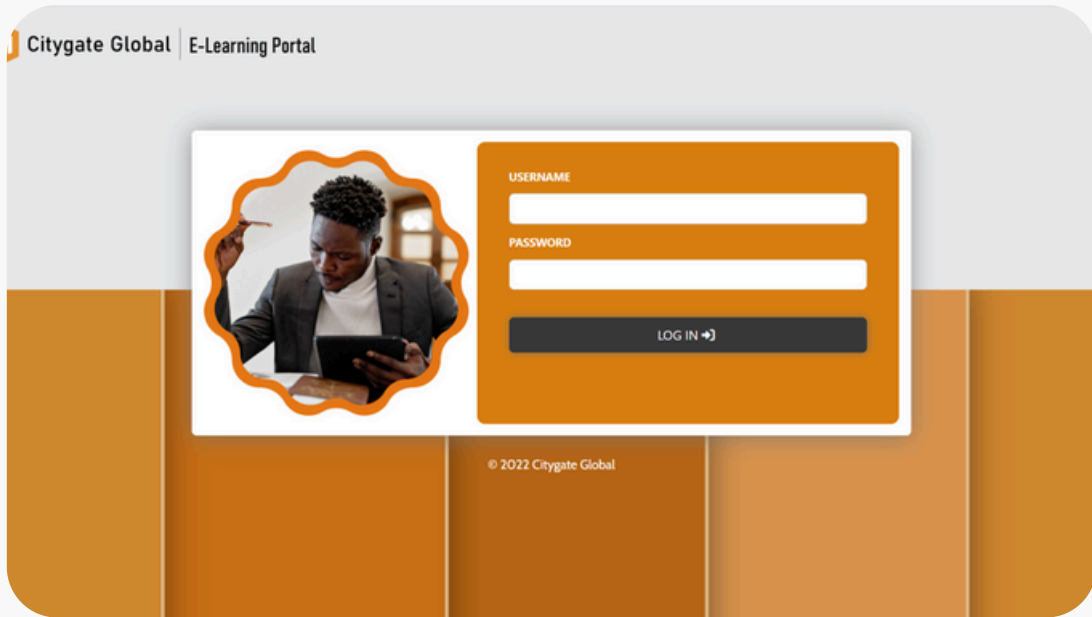 Citygate Global | E-Learning Portal
USERNAME
PASSWORD
LOG IN
© 2022 Citygate Global